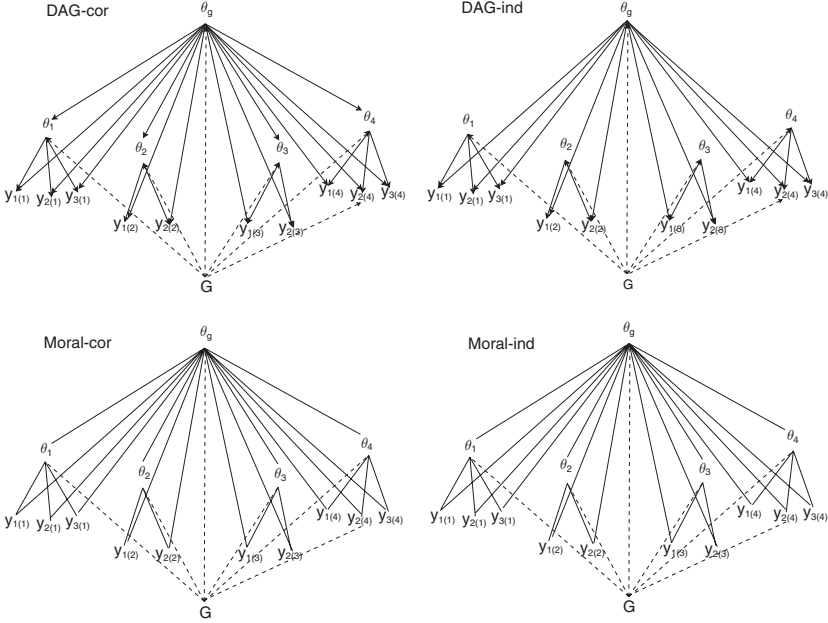 DAG-cor
θg
θ1
θ2
θ3
θ4
y1(1) y2(1) y3(1)
y1(2) y2(2)
y1(3) y2(3)
y1(4) y2(4) y3(4)
G
DAG-ind
θg
θ1
θ2
θ3
θ4
y1(1) y2(1) y3(1)
y1(2) y2(2)
y1(3) y2(3)
y1(4) y2(4) y3(4)
G
Moral-cor
θg
θ1
θ2
θ3
θ4
y1(1) y2(1) y3(1)
y1(2) y2(2)
y1(3) y2(3)
y1(4) y2(4) y3(4)
G
Moral-ind
θg
θ1
θ2
θ3
θ4
y1(1) y2(1) y3(1)
y1(2) y2(2)
y1(3) y2(3)
y1(4) y2(4) y3(4)
G